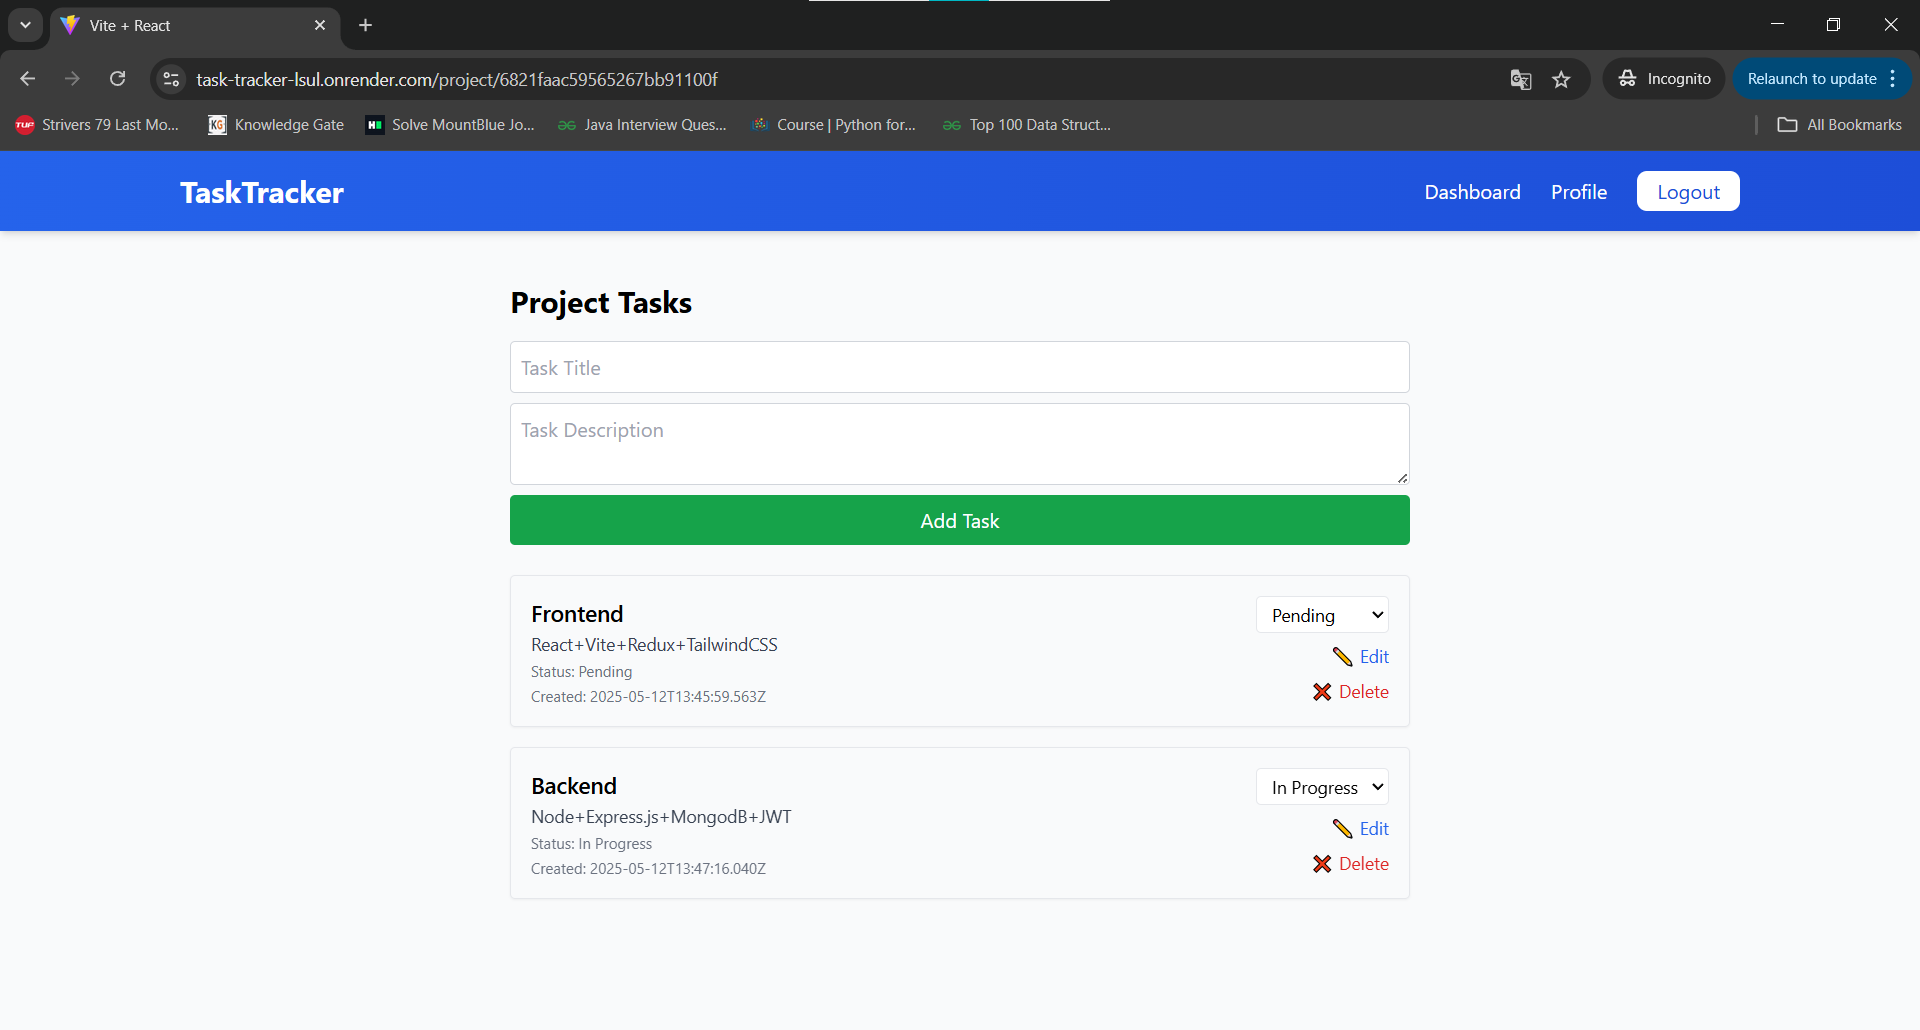 Vite + React
task-tracker-lsul.onrender.com/project/6821faac59565267bb91100f
Incognito
Relaunch to update
TUF Strivers 79 Last Mo...
KG Knowledge Gate
H Solve MountBlue Jo...
Java Interview Ques...
Course | Python for...
Top 100 Data Struct...
All Bookmarks
TaskTracker
Dashboard
Profile
Logout
Project Tasks
Task Title
Task Description
Add Task
Frontend
Pending
React+Vite+Redux+TailwindCSS
✏️ Edit
Status: Pending
❌ Delete
Created: 2025-05-12T13:45:59.563Z
Backend
In Progress
Node+Express.js+MongodB+JWT
✏️ Edit
Status: In Progress
❌ Delete
Created: 2025-05-12T13:47:16.040Z